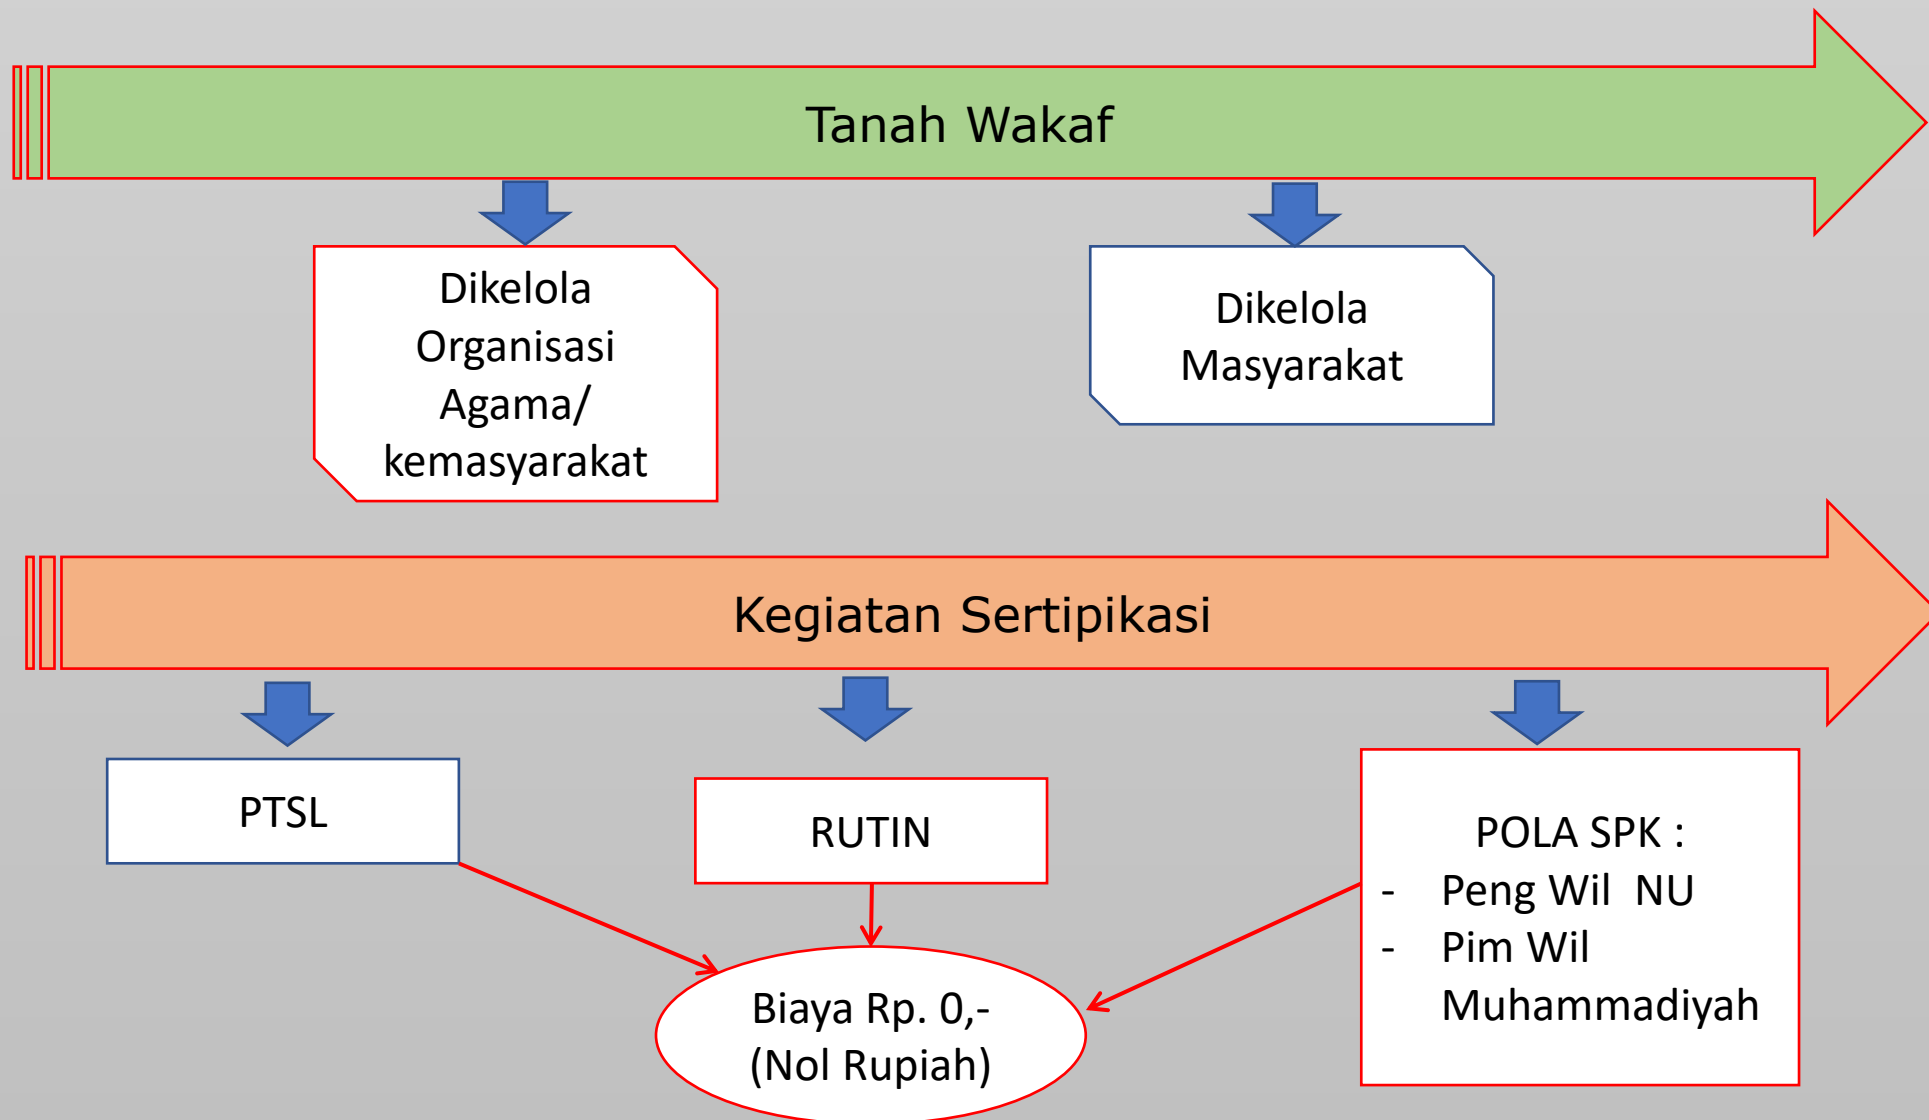 Tanah Wakaf
Dikelola
Organisasi
Agama/
kemasyarakat
Dikelola
Masyarakat
Kegiatan Sertipikasi
PTSL
RUTIN
POLA SPK :
- Peng Wil  NU
- Pim Wil
Muhammadiyah
Biaya Rp. 0,-
(Nol Rupiah)